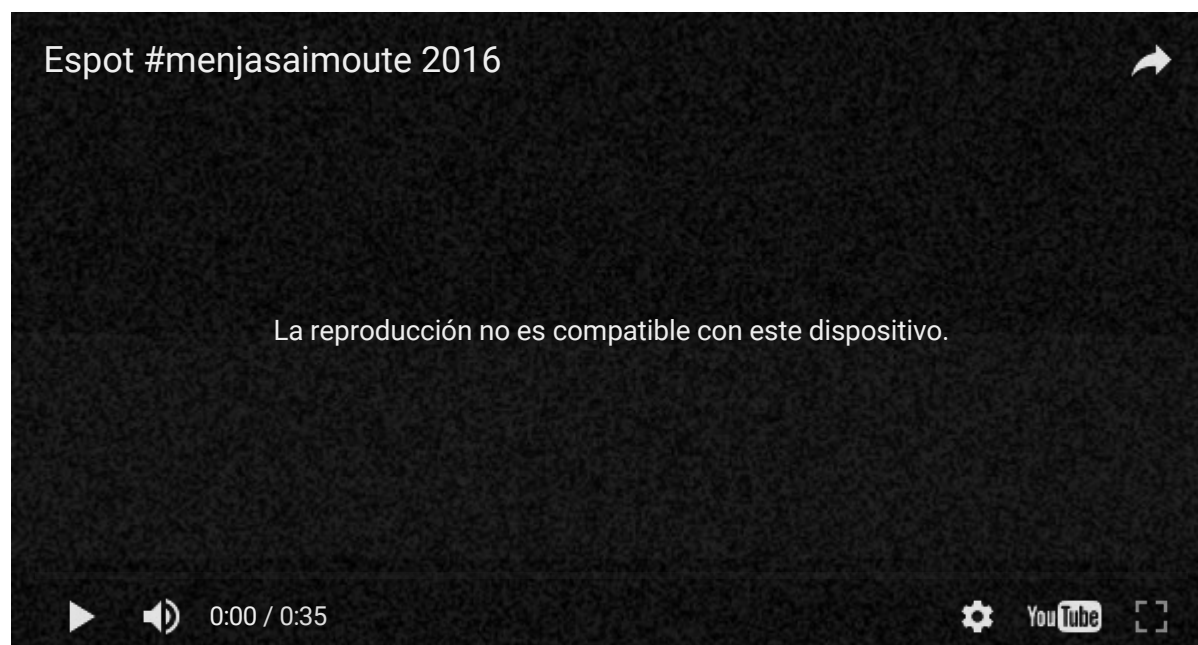 Espot #menjasaimoute 2016
La reproducción no es compatible con este dispositivo.
0:00 / 0:35
YouTube